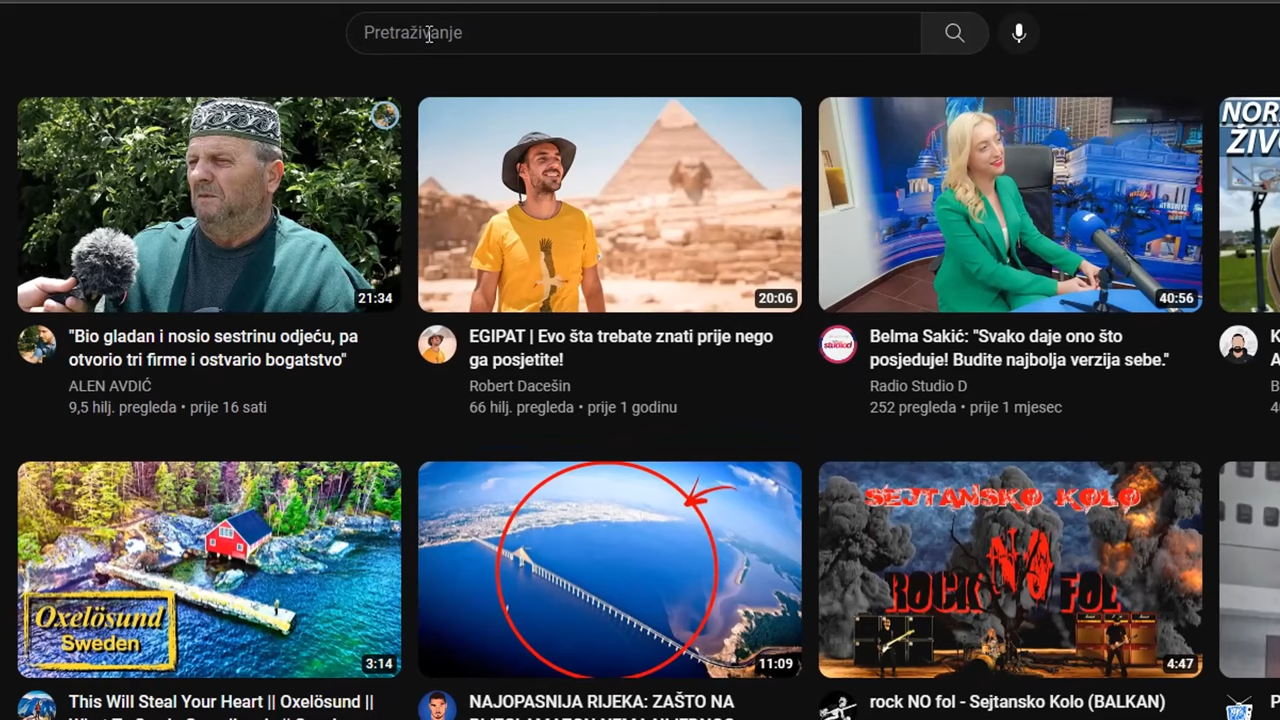 Pretraživanje
21:34
20:06
40:56
NOR
ŽIV
"Bio gladan i nosio sestrinu odjeću, pa
otvorio tri firme i ostvario bogatstvo"
ALEN AVDIĆ
9,5 hilj. pregleda • prije 16 sati
EGIPAT | Evo šta trebate znati prije nego
ga posjetite!
Robert Dacešin
66 hilj. pregleda • prije 1 godinu
studiod
Belma Sakić: "Svako daje ono što
posjeduje! Budite najbolja verzija sebe."
Radio Studio D
252 pregleda • prije 1 mjesec
Oxelösund
Sweden
3:14
11:09
SEJTANSKO KOLO
ROCK NO FOL
4:47
This Will Steal Your Heart || Oxelösund ||
NAJOPASNIJA RIJEKA: ZAŠTO NA
rock NO fol - Sejtansko Kolo (BALKAN)